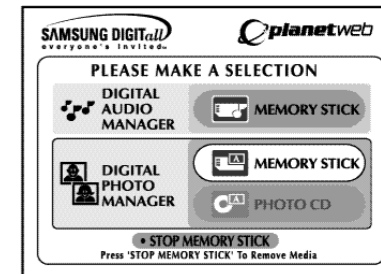 SAMSUNG DIGITall
everyone's invited™
planetweb
PLEASE MAKE A SELECTION
DIGITAL
AUDIO
MANAGER
MEMORY STICK
DIGITAL
PHOTO
MANAGER
MEMORY STICK
PHOTO CD
• STOP MEMORY STICK
Press 'STOP MEMORY STICK' To Remove Media